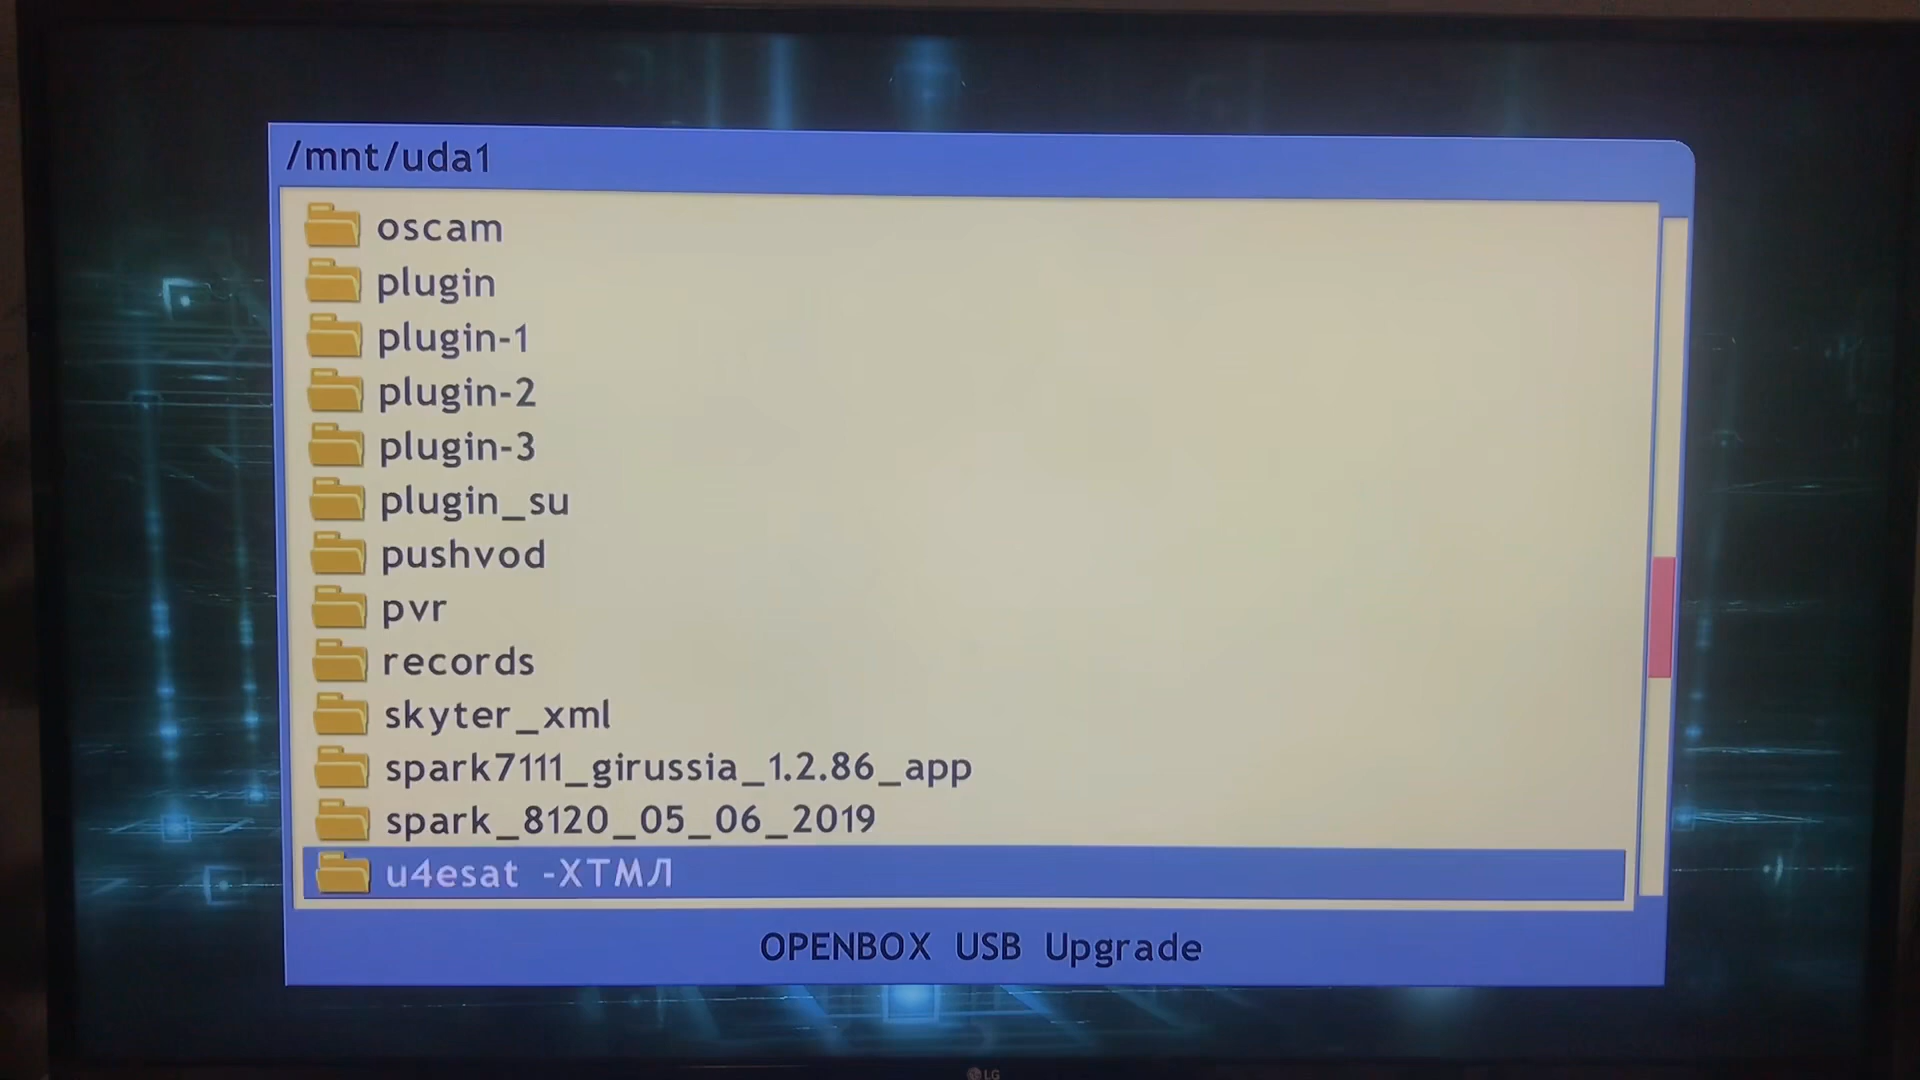 /mnt/uda1
oscam
plugin
plugin-1
plugin-2
plugin-3
plugin_su
pushvod
pvr
records
skyter_xml
spark7111_girussia_1.2.86_app
spark_8120_05_06_2019
u4esat -ХТМЛ
OPENBOX USB Upgrade
LG